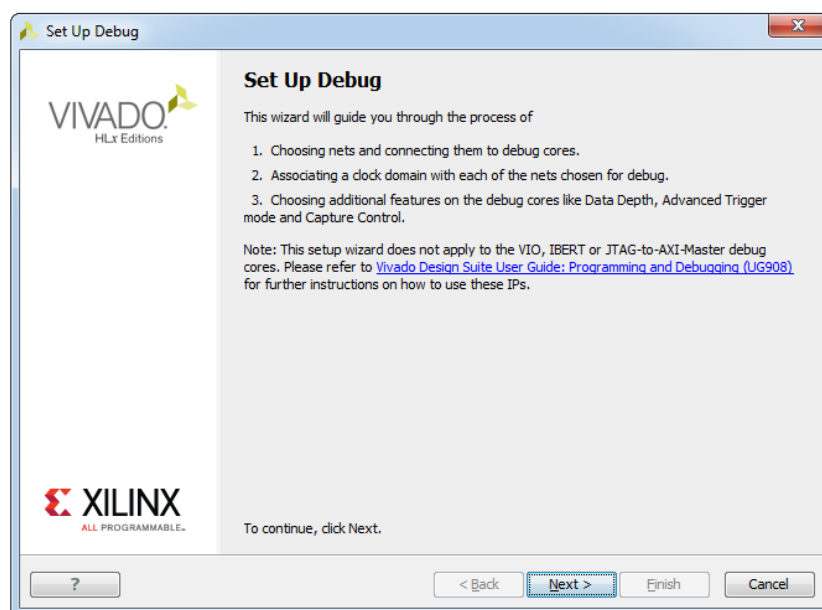 Set Up Debug
VIVADO.
HLx Editions
Set Up Debug
This wizard will guide you through the process of
1. Choosing nets and connecting them to debug cores.
2. Associating a clock domain with each of the nets chosen for debug.
3. Choosing additional features on the debug cores like Data Depth, Advanced Trigger
mode and Capture Control.
Note: This setup wizard does not apply to the VIO, IBERT or JTAG-to-AXI-Master debug
cores. Please refer to Vivado Design Suite User Guide: Programming and Debugging (UG908)
for further instructions on how to use these IPs.
XILINX
ALL PROGRAMMABLE™
To continue, click Next.
? < Back Next > Finish Cancel